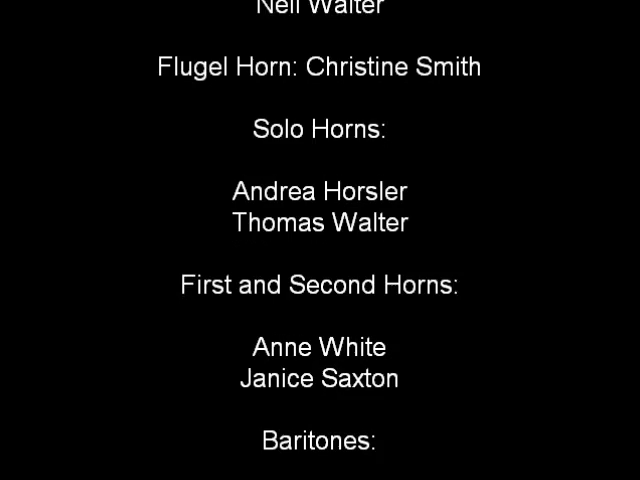 Neil Walter
Flugel Horn: Christine Smith
Solo Horns:
Andrea Horsler
Thomas Walter
First and Second Horns:
Anne White
Janice Saxton
Baritones: